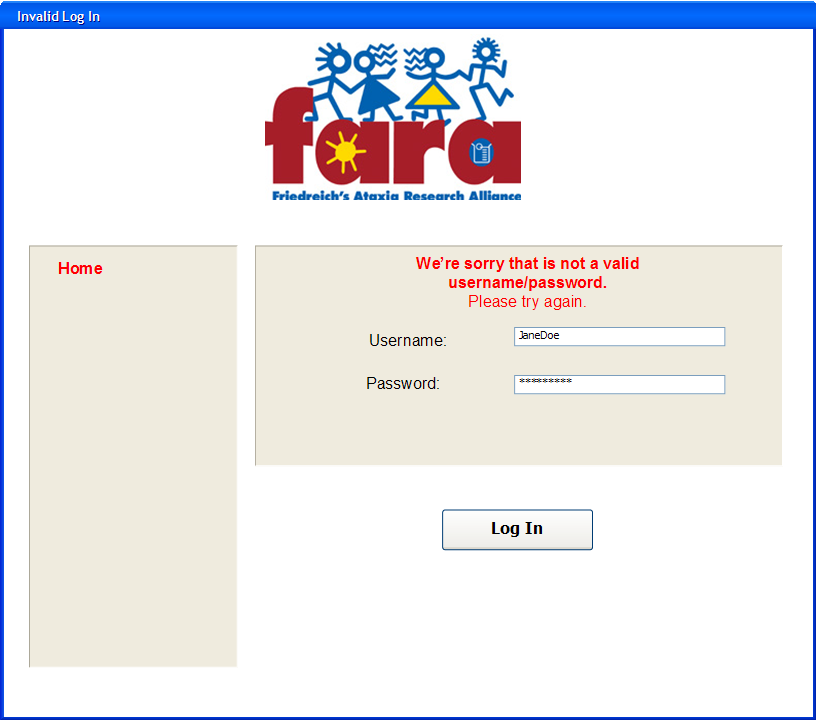 Invalid Log In
fara
Friedreich's Ataxia Research Alliance
Home
We're sorry that is not a valid
username/password.
Please try again.
Username:
JaneDoe
Password:
*********
Log In